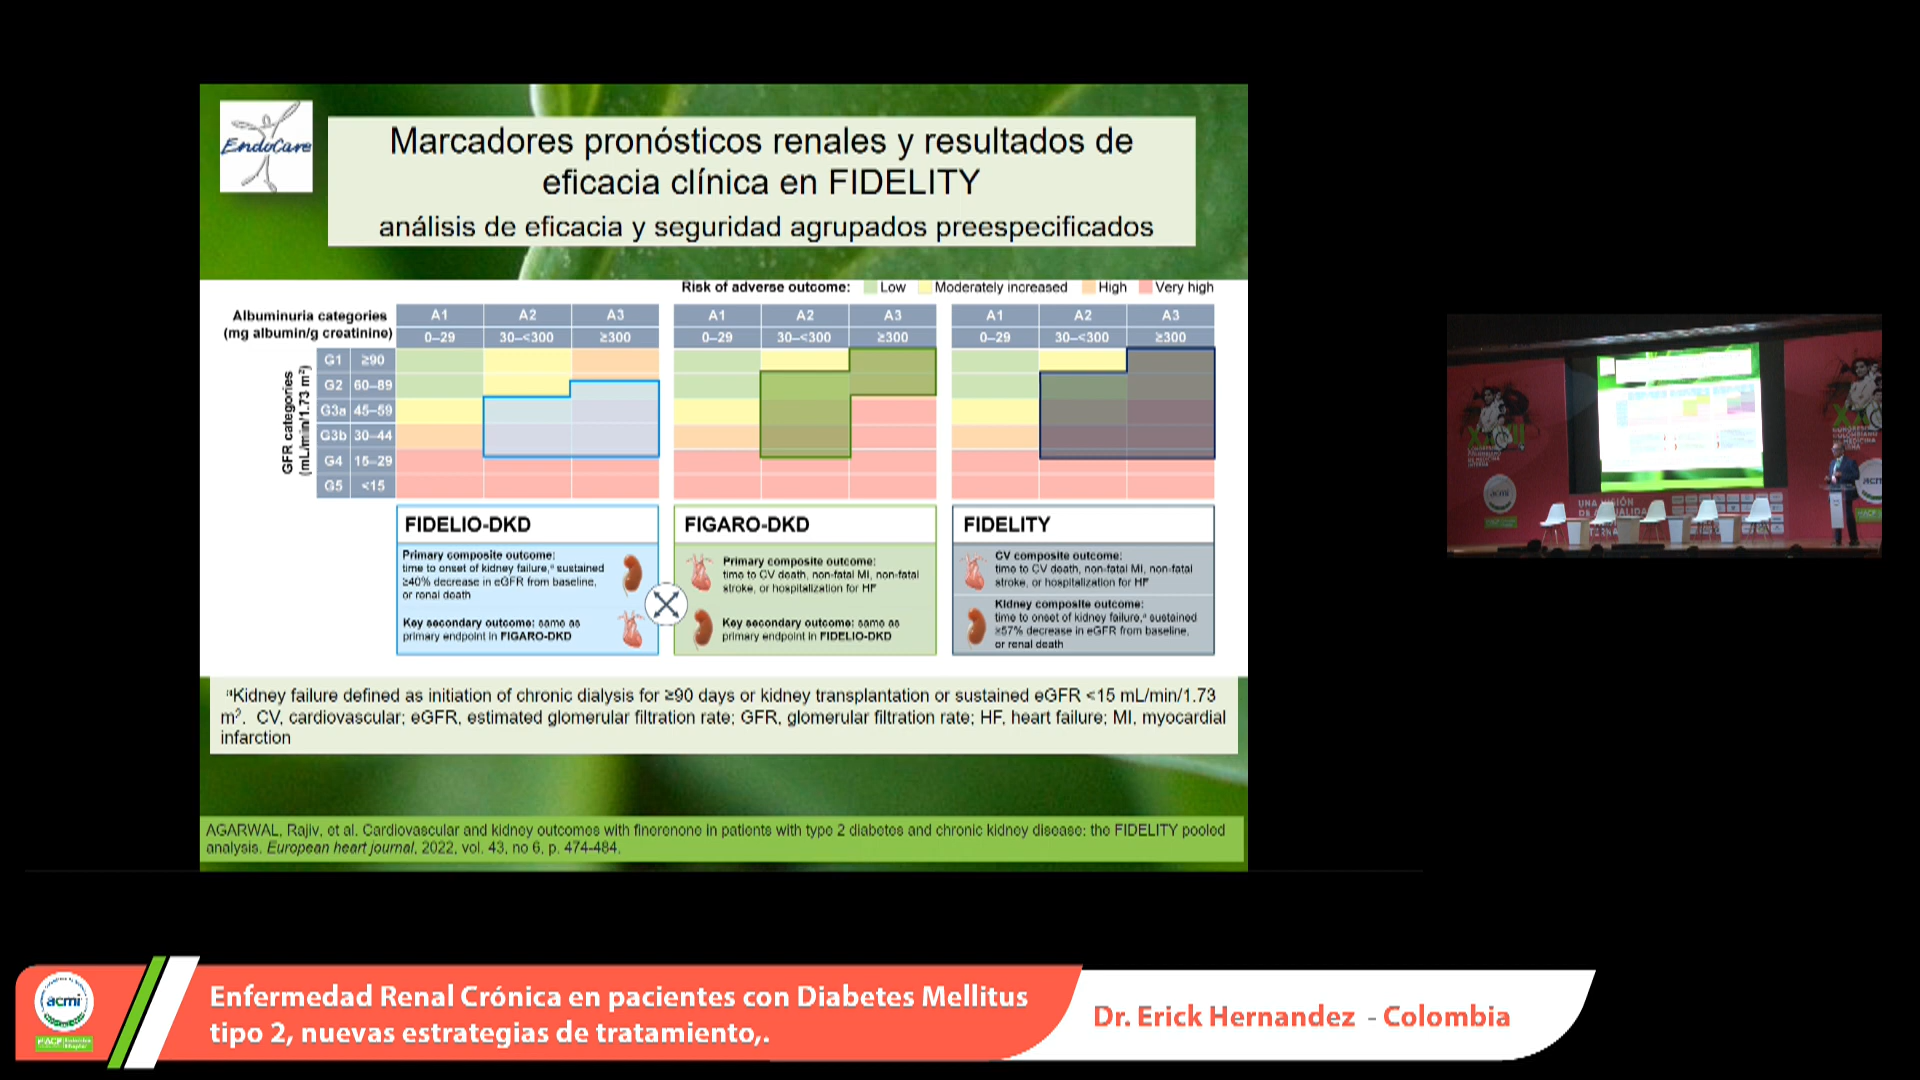 EndoCare
Marcadores pronósticos renales y resultados de
eficacia clínica en FIDELITY
análisis de eficacia y seguridad agrupados preespecificados
Risk of adverse outcome: Low Moderately increased High Very high
Albuminuria categories
(mg albumin/g creatinine)
A1 A2 A3 A1 A2 A3 A1 A2 A3
0–29 30–<300 ≥300 0–29 30–<300 ≥300 0–29 30–<300 ≥300
GFR categories
(mL/min/1.73 m²)
G1 ≥90
G2 60–89
G3a 45–59
G3b 30–44
G4 15–29
G5 <15
FIDELIO-DKD
Primary composite outcome:
time to onset of kidney failure,ᵃ sustained
≥40% decrease in eGFR from baseline,
or renal death
Key secondary outcome: same as
primary endpoint in FIGARO-DKD
FIGARO-DKD
Primary composite outcome:
time to CV death, non-fatal MI, non-fatal
stroke, or hospitalization for HF
Key secondary outcome: same as
primary endpoint in FIDELIO-DKD
FIDELITY
CV composite outcome:
time to CV death, non-fatal MI, non-fatal
stroke, or hospitalization for HF
Kidney composite outcome:
time to onset of kidney failure,ᵃ sustained
≥57% decrease in eGFR from baseline,
or renal death
ᵃKidney failure defined as initiation of chronic dialysis for ≥90 days or kidney transplantation or sustained eGFR <15 mL/min/1.73
m². CV, cardiovascular; eGFR, estimated glomerular filtration rate; GFR, glomerular filtration rate; HF, heart failure; MI, myocardial
infarction
AGARWAL, Rajiv, et al. Cardiovascular and kidney outcomes with finerenone in patients with type 2 diabetes and chronic kidney disease: the FIDELITY pooled
analysis. European heart journal, 2022, vol. 43, no 6, p. 474-484.
acmi
Enfermedad Renal Crónica en pacientes con Diabetes Mellitus
tipo 2, nuevas estrategias de tratamiento,.
Dr. Erick Hernandez - Colombia